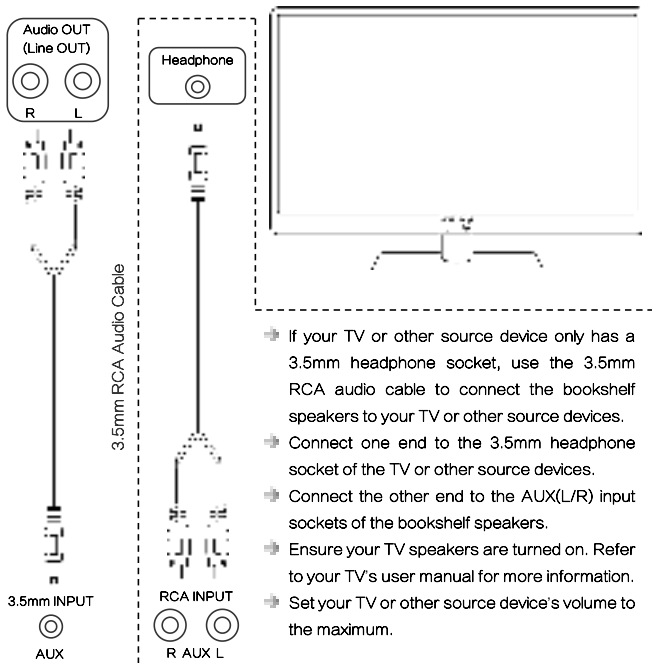 Audio OUT
(Line OUT)
R L
3.5mm RCA Audio Cable
3.5mm INPUT
AUX
Headphone
RCA INPUT
R AUX L
If your TV or other source device only has a
3.5mm headphone socket, use the 3.5mm
RCA audio cable to connect the bookshelf
speakers to your TV or other source devices.
Connect one end to the 3.5mm headphone
socket of the TV or other source devices.
Connect the other end to the AUX(L/R) input
sockets of the bookshelf speakers.
Ensure your TV speakers are turned on. Refer
to your TV's user manual for more information.
Set your TV or other source device's volume to
the maximum.